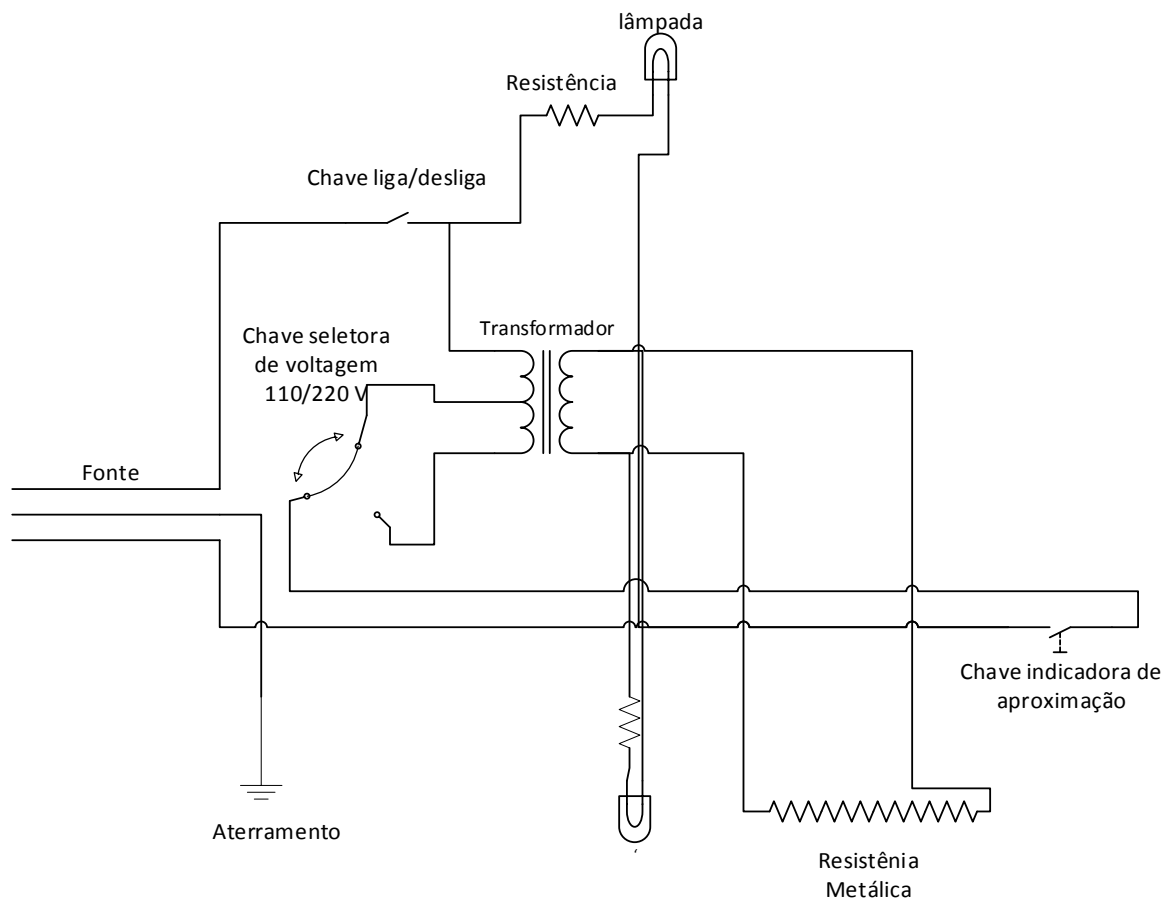 lâmpada
Resistência
Chave liga/desliga
Transformador
Chave seletora
de voltagem
110/220 V
Fonte
Chave indicadora de
aproximação
Aterramento
Resistênia
Metálica